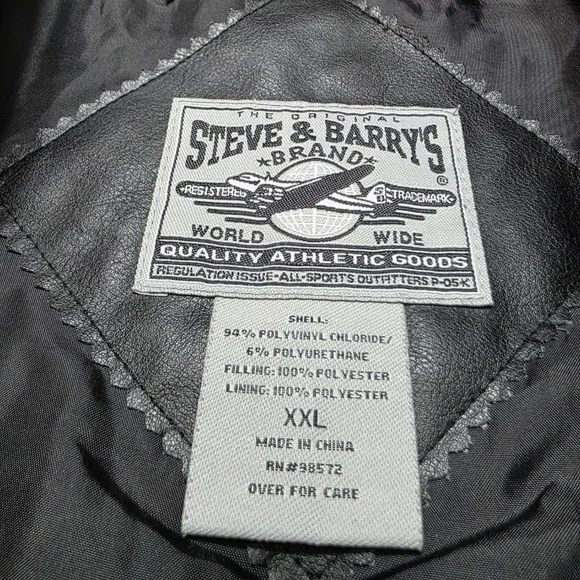 THE ORIGINAL
STEVE & BARRY'S
★BRAND★
®
•REGISTERED TRADEMARK•
WORLD WIDE
QUALITY ATHLETIC GOODS
REGULATION ISSUE-ALL-SPORTS OUTFITTERS P-05-K
SHELL:
94% POLYVINYL CHLORIDE/
6% POLYURETHANE
FILLING: 100% POLYESTER
LINING: 100% POLYESTER
XXL
MADE IN CHINA
RN#98572
OVER FOR CARE